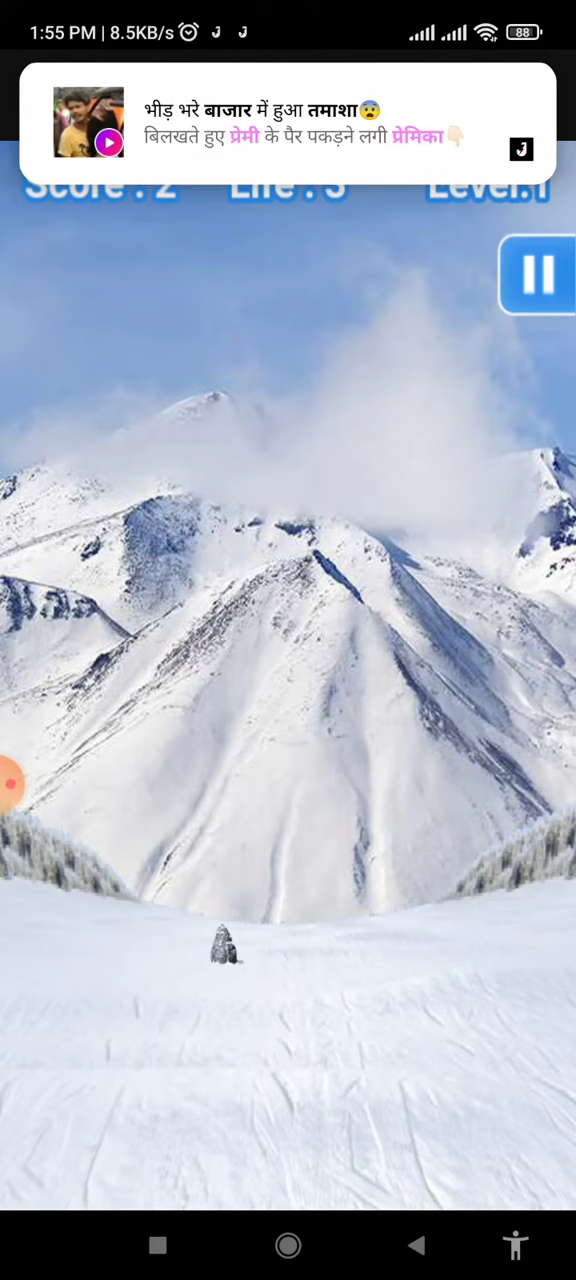 1:55 PM | 8.5KB/s
88
भीड़ भरे बाजार में हुआ तमाशा😨
बिलखते हुए प्रेमी के पैर पकड़ने लगी प्रेमिका👇🏻
Score : 2 Life : 3 Level:1